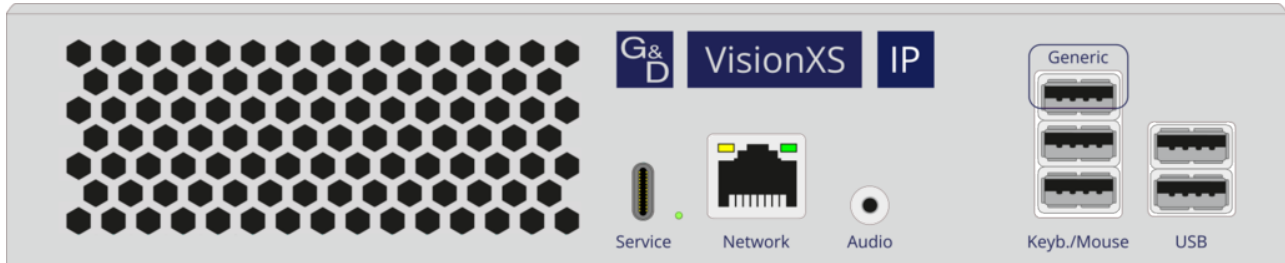 G&D VisionXS IP
Generic
Service Network Audio Keyb./Mouse USB